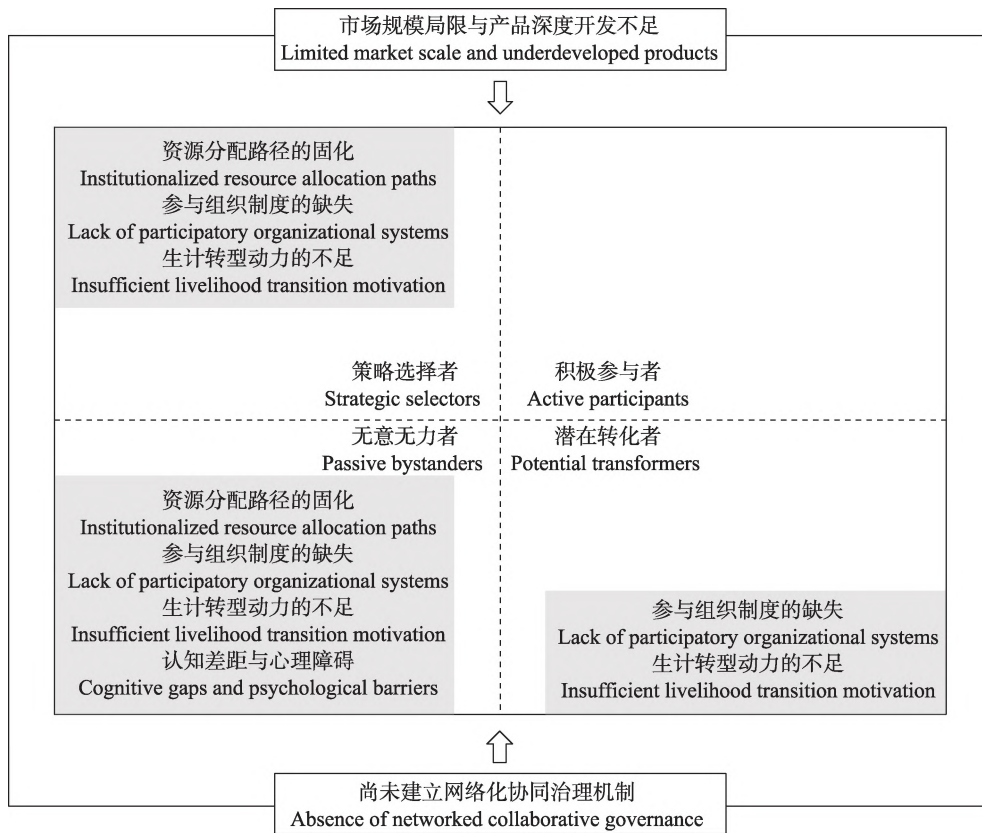 市场规模局限与产品深度开发不足
Limited market scale and underdeveloped products
资源分配路径的固化
Institutionalized resource allocation paths
参与组织制度的缺失
Lack of participatory organizational systems
生计转型动力的不足
Insufficient livelihood transition motivation
策略选择者
Strategic selectors
积极参与者
Active participants
无意无力者
Passive bystanders
潜在转化者
Potential transformers
资源分配路径的固化
Institutionalized resource allocation paths
参与组织制度的缺失
Lack of participatory organizational systems
生计转型动力的不足
Insufficient livelihood transition motivation
认知差距与心理障碍
Cognitive gaps and psychological barriers
参与组织制度的缺失
Lack of participatory organizational systems
生计转型动力的不足
Insufficient livelihood transition motivation
尚未建立网络化协同治理机制
Absence of networked collaborative governance